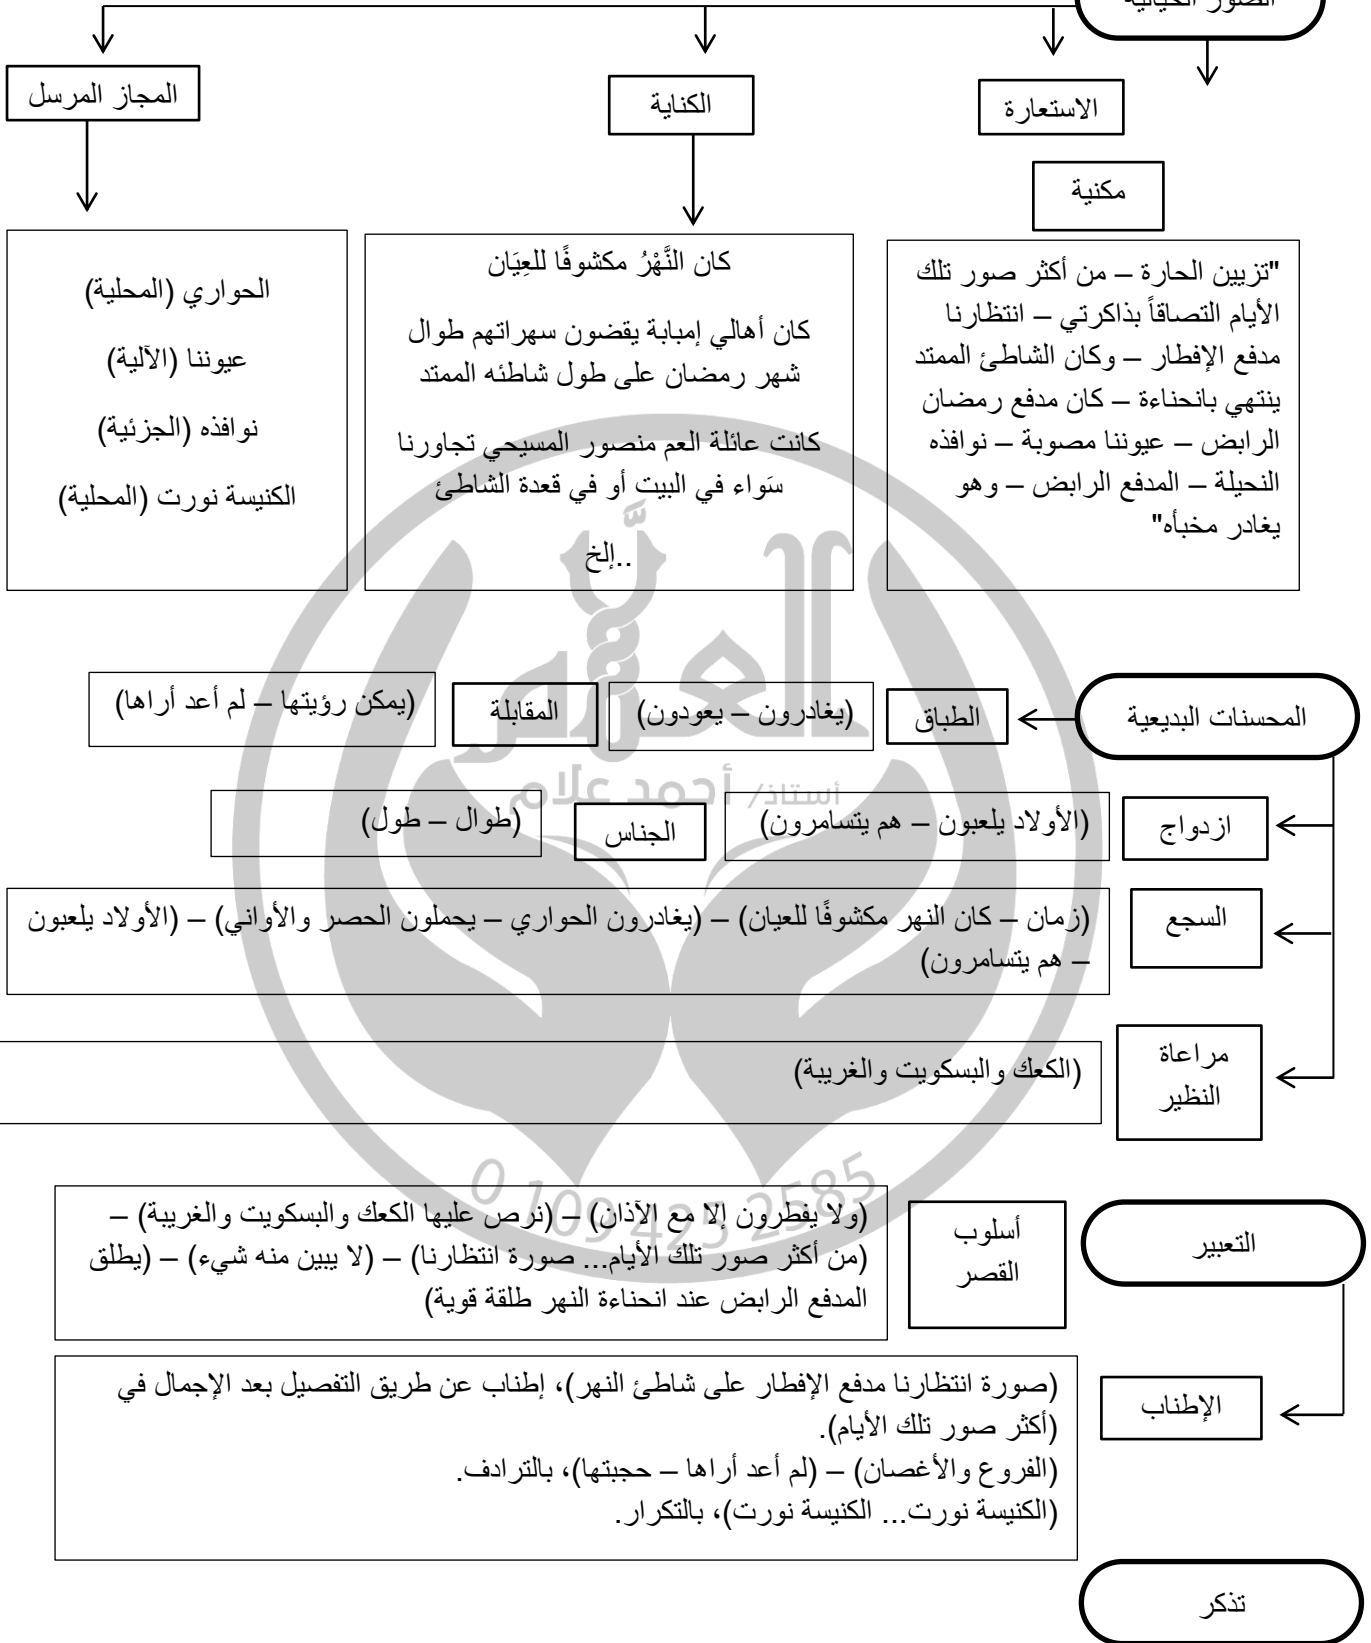 الصور الخيالية
الاستعارة
الكناية
المجاز المرسل
مكنية
"تزيين الحارة – من أكثر صور تلك
الأيام التصاقاً بذاكرتي – انتظارنا
مدفع الإفطار – وكان الشاطئ الممتد
ينتهي بانحناءة – كان مدفع رمضان
الرابض – عيوننا مصوبة – نوافذه
النحيلة – المدفع الرابض – وهو
يغادر مخبأه"
كان النَّهْرُ مكشوفًا للعِيَان
كان أهالي إمبابة يقضون سهراتهم طوال
شهر رمضان على طول شاطئه الممتد
كانت عائلة العم منصور المسيحي تجاورنا
سَواء في البيت أو في قعدة الشاطئ
..إلخ
الحواري (المحلية)
عيوننا (الآلية)
نوافذه (الجزئية)
الكنيسة نورت (المحلية)
المحسنات البديعية
الطباق
(يغادرون – يعودون)
المقابلة
(يمكن رؤيتها – لم أعد أراها)
ازدواج
(الأولاد يلعبون – هم يتسامرون)
الجناس
(طوال – طول)
السجع
(زمان – كان النهر مكشوفًا للعيان) – (يغادرون الحواري – يحملون الحصر والأواني) – (الأولاد يلعبون
– هم يتسامرون)
مراعاة
النظير
(الكعك والبسكويت والغريبة)
التعبير
أسلوب
القصر
(ولا يفطرون إلا مع الآذان) – (نرص عليها الكعك والبسكويت والغريبة) –
(من أكثر صور تلك الأيام... صورة انتظارنا) – (لا يبين منه شيء) – (يطلق
المدفع الرابض عند انحناءة النهر طلقة قوية)
الإطناب
(صورة انتظارنا مدفع الإفطار على شاطئ النهر)، إطناب عن طريق التفصيل بعد الإجمال في
(أكثر صور تلك الأيام).
(الفروع والأغصان) – (لم أعد أراها – حجبتها)، بالترادف.
(الكنيسة نورت... الكنيسة نورت)، بالتكرار.
تذكر
أستاذ/ أحمد علام
0 109 425 2585